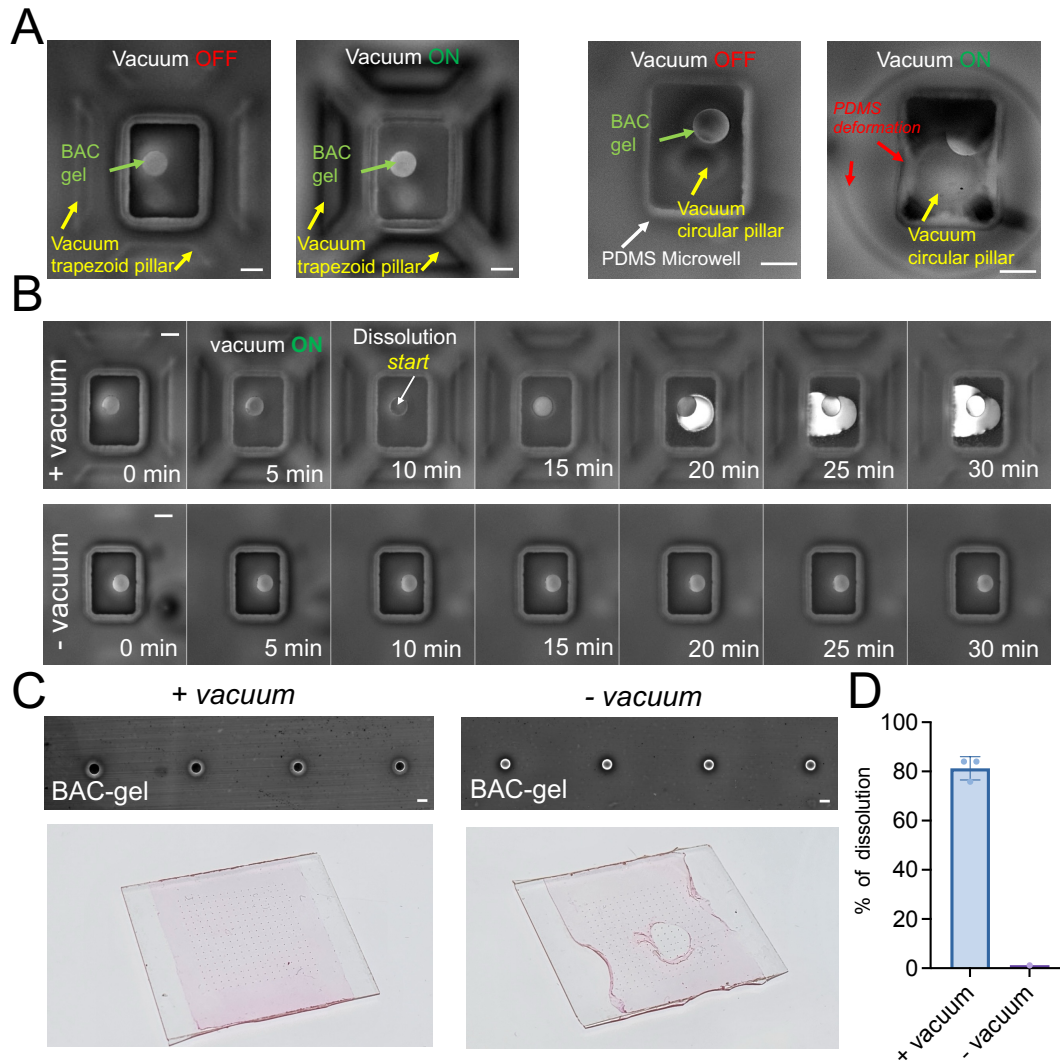 A
Vacuum OFF
BAC
gel
Vacuum
trapezoid pillar
Vacuum ON
BAC
gel
Vacuum
trapezoid pillar
Vacuum OFF
BAC
gel
Vacuum
circular pillar
PDMS Microwell
Vacuum ON
PDMS
deformation
Vacuum
circular pillar
B
+ vacuum
0 min
vacuum ON
5 min
Dissolution
start
10 min
15 min
20 min
25 min
30 min
- vacuum
0 min
5 min
10 min
15 min
20 min
25 min
30 min
C
+ vacuum
BAC-gel
- vacuum
BAC-gel
D
% of dissolution
100
80
60
40
20
0
+ vacuum
- vacuum